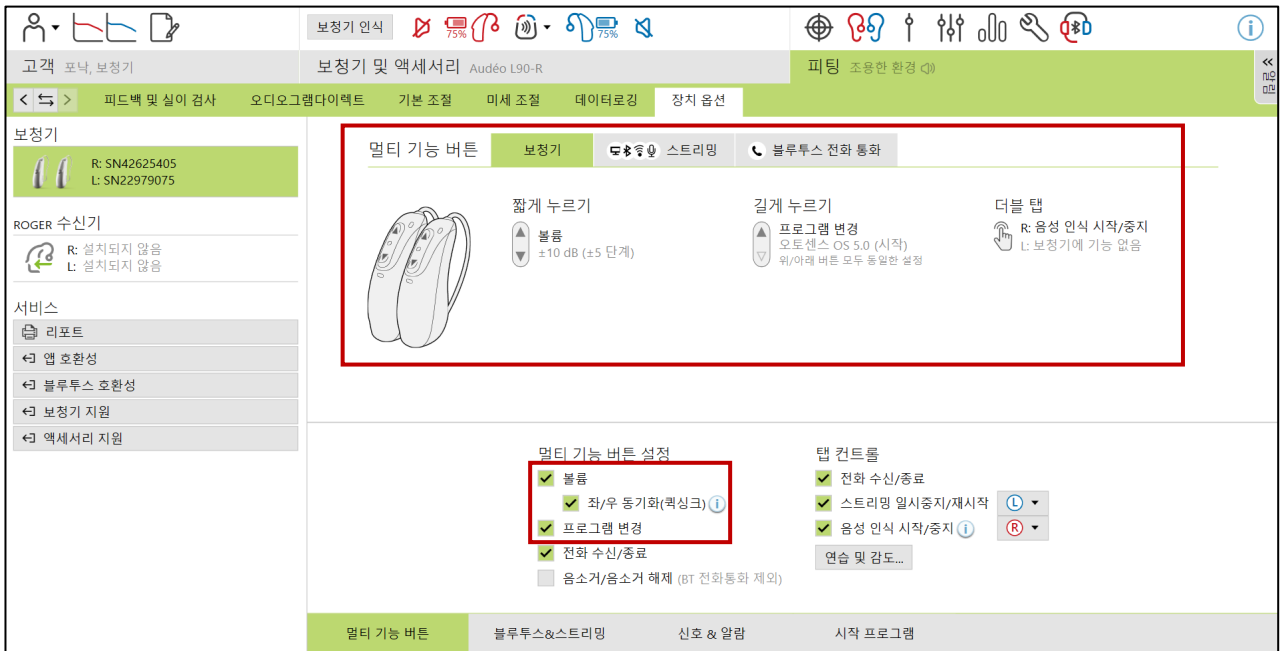 보청기 인식
75%
75%
고객 포낙, 보청기
보청기 및 액세서리 Audéo L90-R
피팅 조용한 환경
알림
피드백 및 실이 검사 오디오그램다이렉트 기본 조절 미세 조절 데이터로깅 장치 옵션
보청기
R: SN42625405
L: SN22979075
ROGER 수신기
R: 설치되지 않음
L: 설치되지 않음
서비스
리포트
앱 호환성
블루투스 호환성
보청기 지원
액세서리 지원
멀티 기능 버튼 보청기 스트리밍 블루투스 전화 통화
짧게 누르기
볼륨
±10 dB (±5 단계)
길게 누르기
프로그램 변경
오토센스 OS 5.0 (시작)
위/아래 버튼 모두 동일한 설정
더블 탭
R: 음성 인식 시작/중지
L: 보청기에 기능 없음
멀티 기능 버튼 설정
볼륨
좌/우 동기화(퀵싱크) i
프로그램 변경
전화 수신/종료
음소거/음소거 해제 (BT 전화통화 제외)
탭 컨트롤
전화 수신/종료
스트리밍 일시중지/재시작 L
음성 인식 시작/중지 i R
연습 및 감도...
멀티 기능 버튼 블루투스&스트리밍 신호 & 알람 시작 프로그램